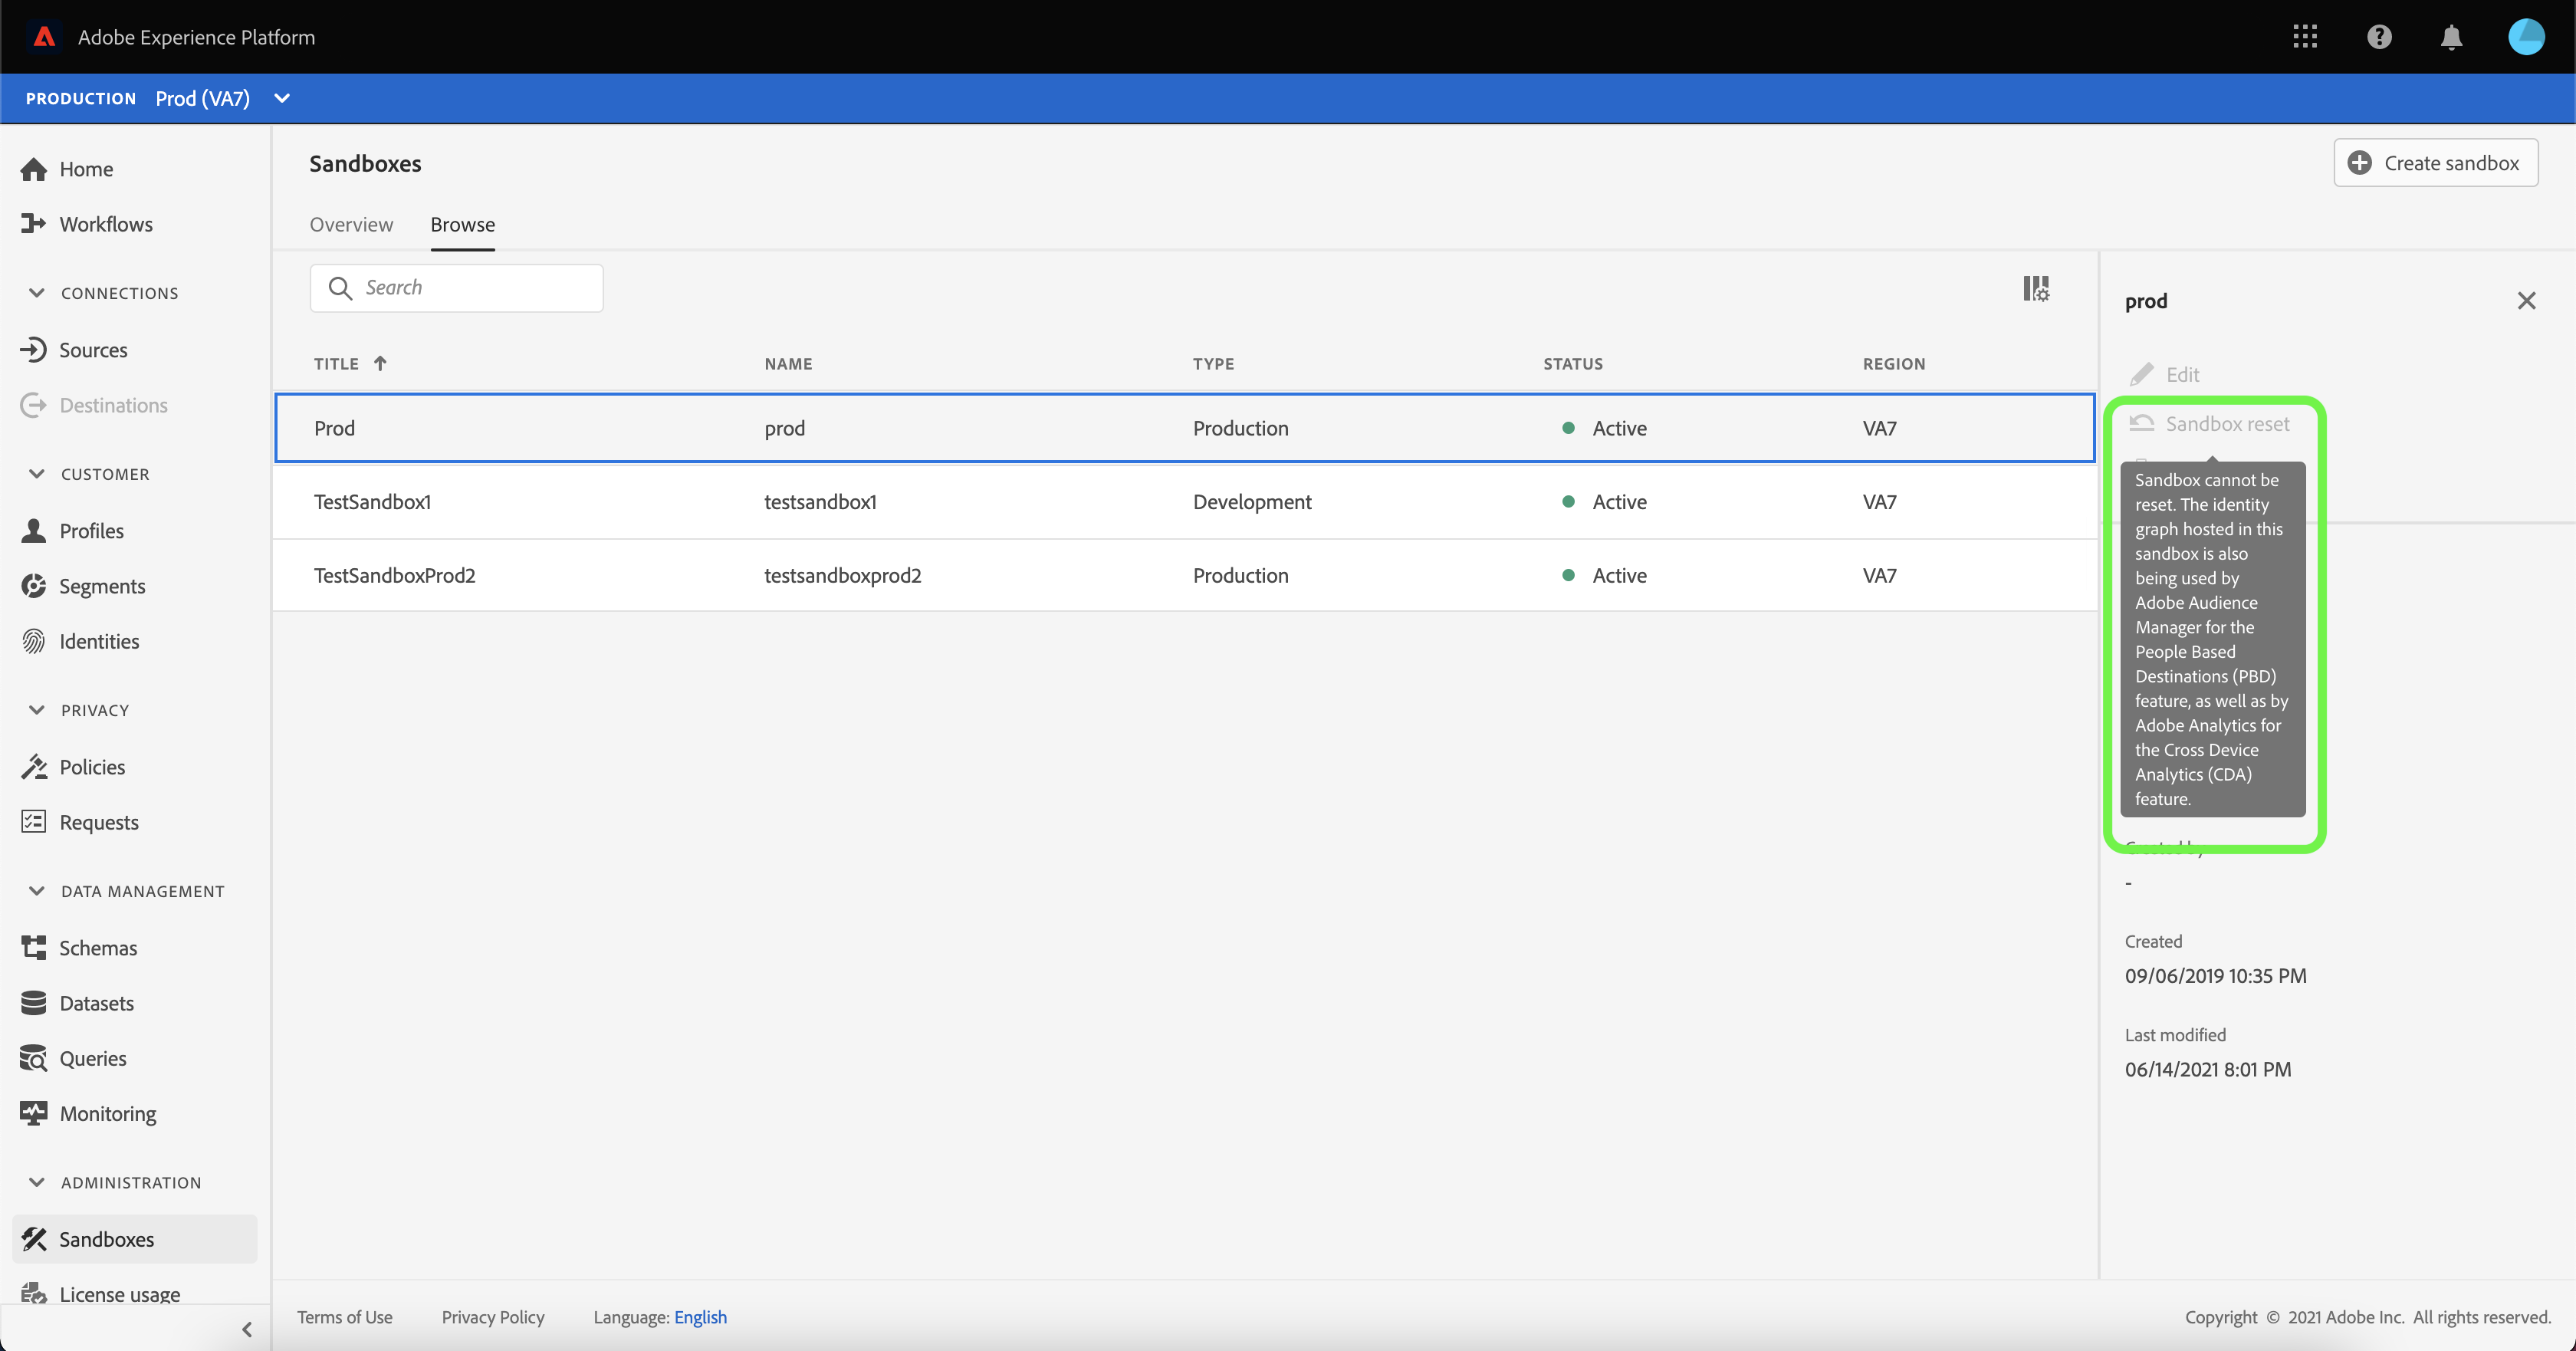 Adobe Experience Platform
PRODUCTION Prod (VA7)
Home
Workflows
CONNECTIONS
Sources
Destinations
CUSTOMER
Profiles
Segments
Identities
PRIVACY
Policies
Requests
DATA MANAGEMENT
Schemas
Datasets
Queries
Monitoring
ADMINISTRATION
Sandboxes
License usage
Sandboxes
Create sandbox
Overview Browse
Search
TITLE NAME TYPE STATUS REGION
Prod prod Production Active VA7
TestSandbox1 testsandbox1 Development Active VA7
TestSandboxProd2 testsandboxprod2 Production Active VA7
prod
Edit
Sandbox reset
Sandbox cannot be
reset. The identity
graph hosted in this
sandbox is also
being used by
Adobe Audience
Manager for the
People Based
Destinations (PBD)
feature, as well as by
Adobe Analytics for
the Cross Device
Analytics (CDA)
feature.
Created by
-
Created
09/06/2019 10:35 PM
Last modified
06/14/2021 8:01 PM
Terms of Use Privacy Policy Language: English
Copyright © 2021 Adobe Inc. All rights reserved.